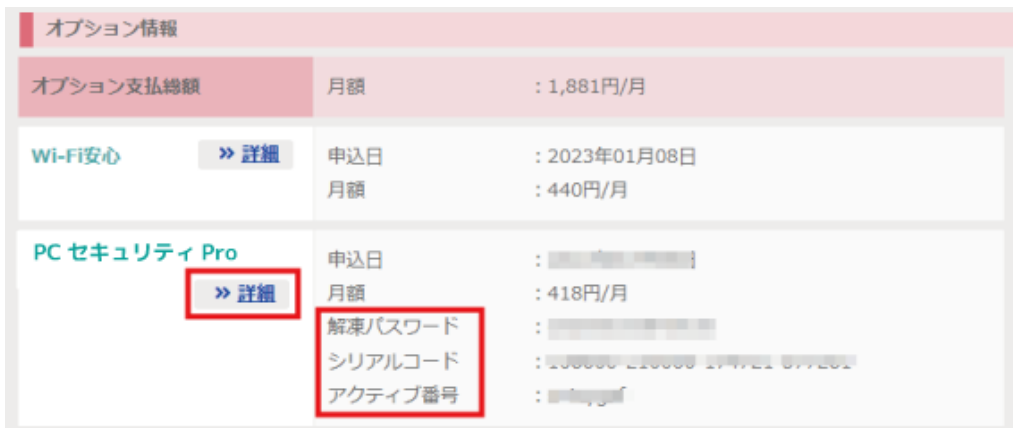 オプション情報
オプション支払総額 月額 : 1,881円/月
Wi-Fi安心 >> 詳細 申込日 : 2023年01月08日
月額 : 440円/月
PC セキュリティ Pro 申込日 :
>> 詳細 月額 : 418円/月
解凍パスワード :
シリアルコード :
アクティブ番号 :